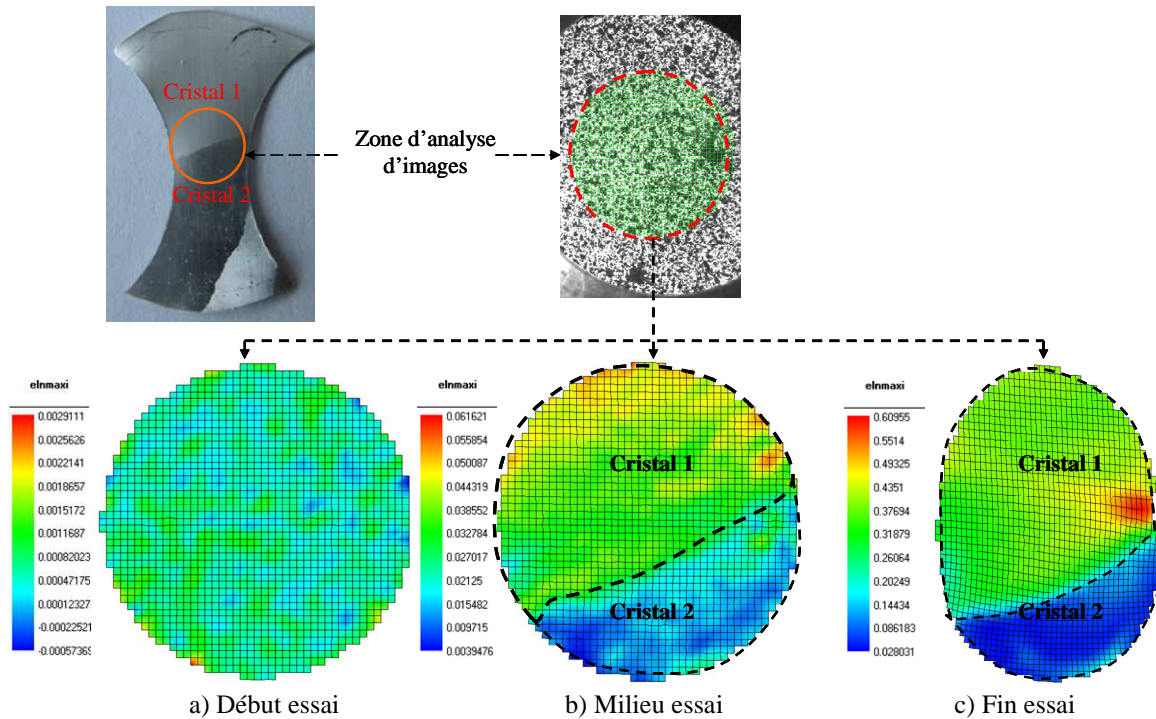 Cristal 1
Cristal 2
Zone d'analyse
d'images
elnmaxi
0.0029111
0.0025626
0.0022141
0.0018657
0.0015172
0.0011687
0.00082023
0.00047175
0.00012327
-0.00022521
-0.00057369
elnmaxi
0.061621
0.055854
0.050087
0.044319
0.038552
0.032784
0.027017
0.02125
0.015482
0.009715
0.0039476
Cristal 1
Cristal 2
elnmaxi
0.60955
0.5514
0.49325
0.4351
0.37694
0.31879
0.26064
0.20249
0.14434
0.086183
0.028031
Cristal 1
Cristal 2
a) Début essai
b) Milieu essai
c) Fin essai